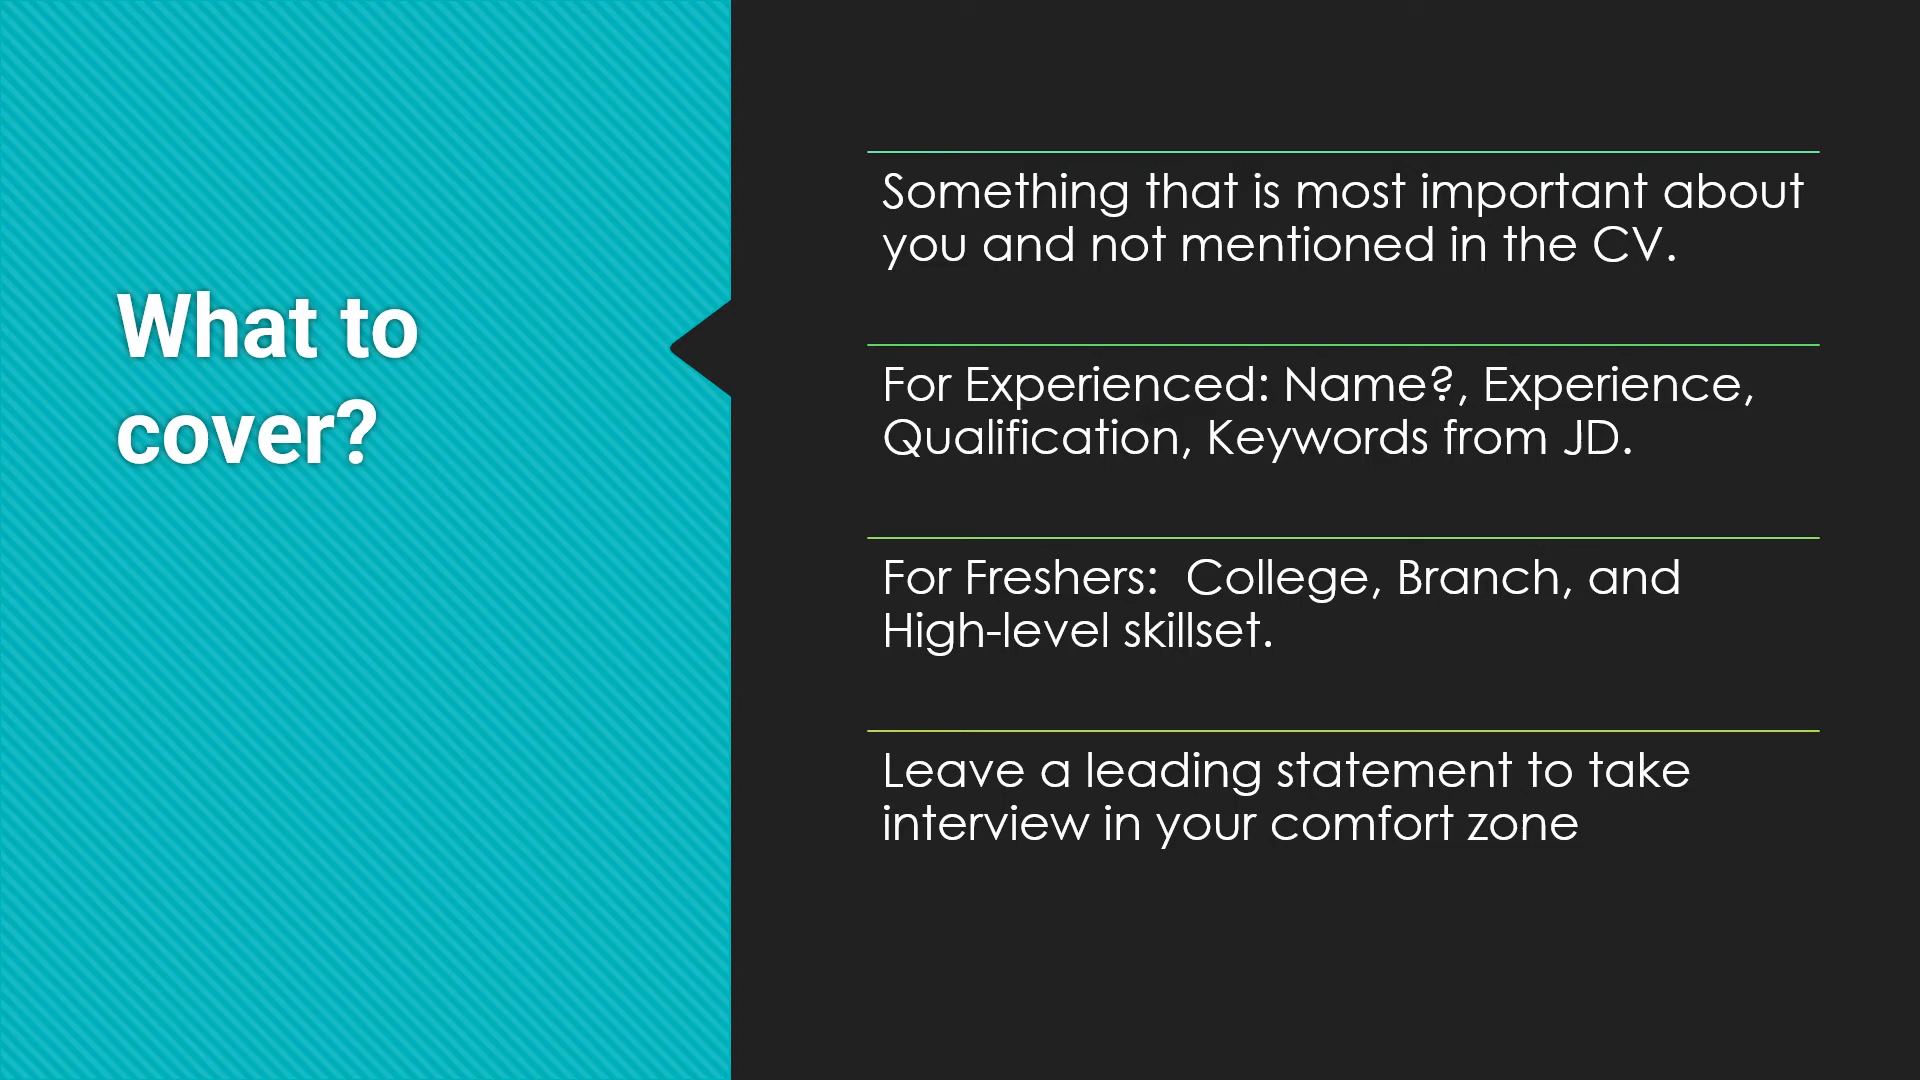 What to
cover?
Something that is most important about
you and not mentioned in the CV.
For Experienced: Name?, Experience,
Qualification, Keywords from JD.
For Freshers:  College, Branch, and
High-level skillset.
Leave a leading statement to take
interview in your comfort zone